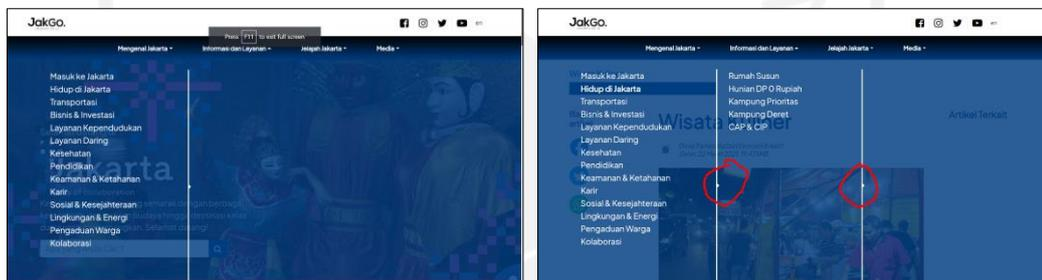 JakGo.
en
Press F11 to exit full screen
Mengenal Jakarta
Informasi dan Layanan
Jelajah Jakarta
Media
Masuk ke Jakarta
Hidup di Jakarta
Transportasi
Bisnis & Investasi
Layanan Kependudukan
Layanan Daring
Kesehatan
Pendidikan
Keamanan & Ketahanan
Karir
Sosial & Kesejahteraan
Lingkungan & Energi
Pengaduan Warga
Kolaborasi
Jakarta
JakGo.
en
Mengenal Jakarta
Informasi dan Layanan
Jelajah Jakarta
Media
Masuk ke Jakarta
Hidup di Jakarta
Transportasi
Bisnis & Investasi
Layanan Kependudukan
Layanan Daring
Kesehatan
Pendidikan
Keamanan & Ketahanan
Karir
Sosial & Kesejahteraan
Lingkungan & Energi
Pengaduan Warga
Kolaborasi
Rumah Susun
Hunian DP 0 Rupiah
Kampung Prioritas
Kampung Deret
CAP & CIP
Artikel Terkait